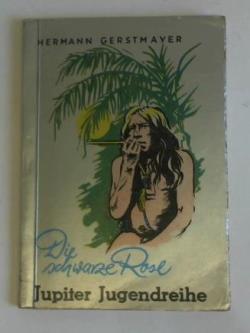 HERMANN GERSTMAYER
Die
schwarze Rose
Jupiter Jugendreihe